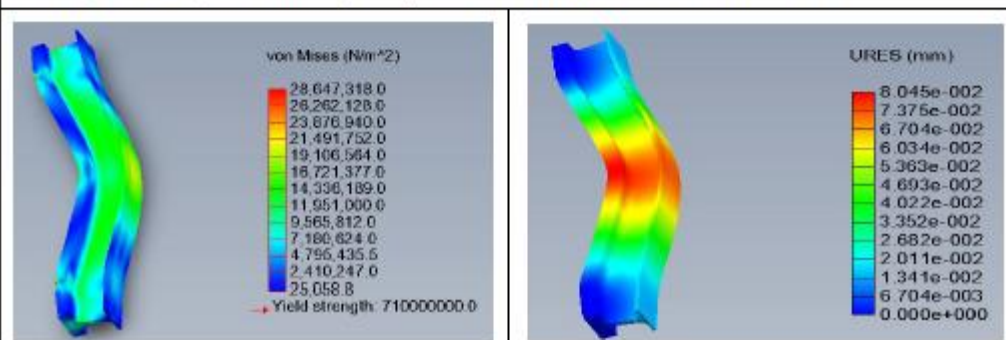 von Mises (N/m^2)
28,647,318.0
26,262,128.0
23,876,940.0
21,491,752.0
19,106,564.0
16,721,377.0
14,336,189.0
11,951,000.0
9,565,812.0
7,180,624.0
4,795,435.5
2,410,247.0
25,058.8
Yield strength: 710000000.0
URES (mm)
8.045e-002
7.375e-002
6.704e-002
6.034e-002
5.363e-002
4.693e-002
4.022e-002
3.352e-002
2.682e-002
2.011e-002
1.341e-002
6.704e-003
0.000e+000